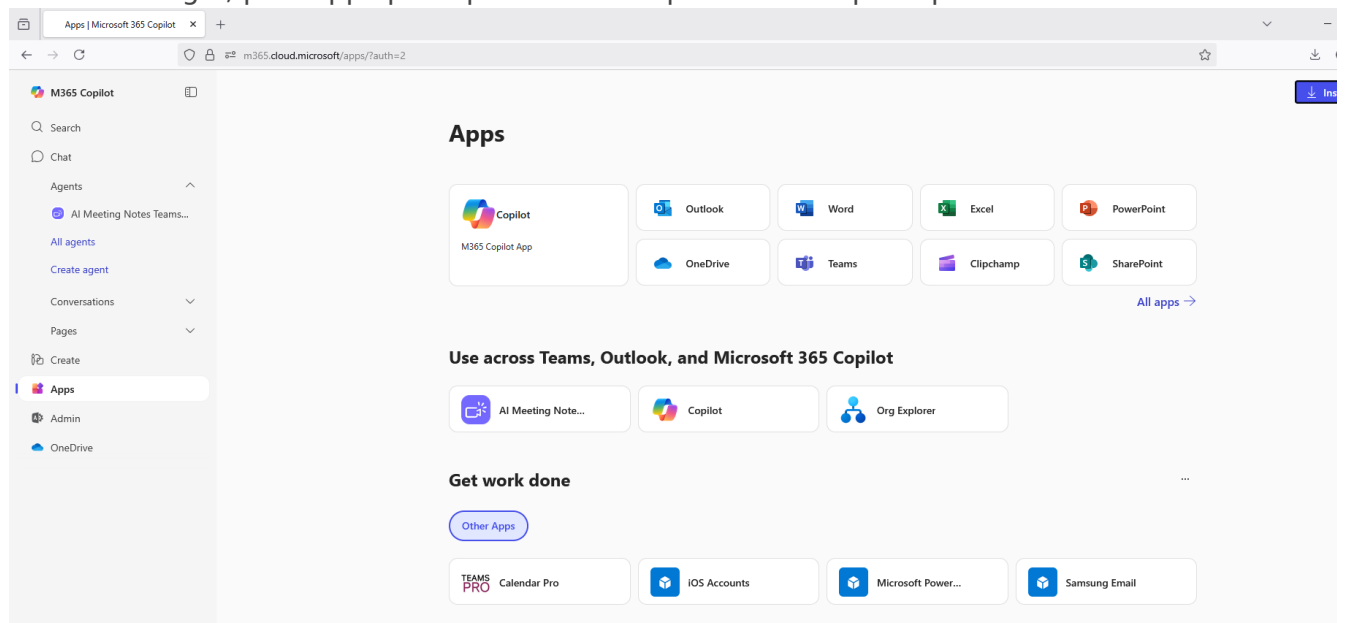 Apps | Microsoft 365 Copilot
m365.cloud.microsoft/apps/?auth=2
M365 Copilot
Search
Chat
Agents
AI Meeting Notes Teams...
All agents
Create agent
Conversations
Pages
Create
Apps
Admin
OneDrive
Ins
Apps
Copilot
M365 Copilot App
Outlook
Word
Excel
PowerPoint
OneDrive
Teams
Clipchamp
SharePoint
All apps →
Use across Teams, Outlook, and Microsoft 365 Copilot
AI Meeting Note...
Copilot
Org Explorer
Get work done
...
Other Apps
TEAMS PRO
Calendar Pro
iOS Accounts
Microsoft Power...
Samsung Email